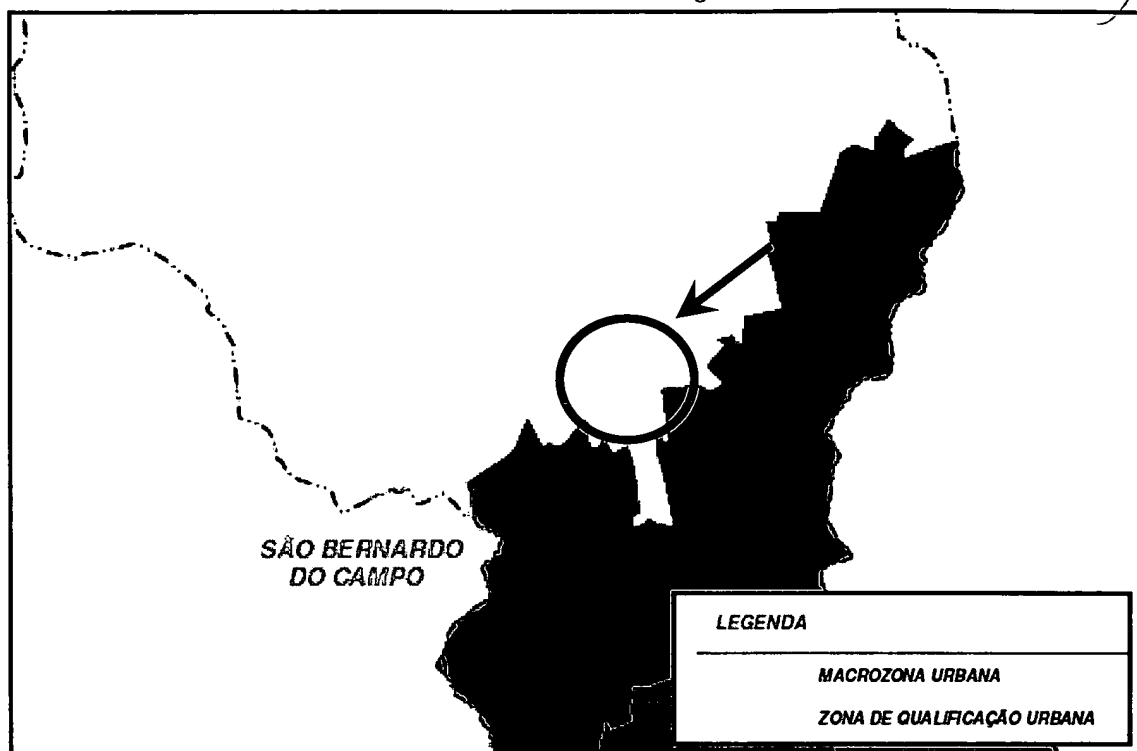 SÃO BERNARDO
DO CAMPO
LEGENDA
MACROZONA URBANA
ZONA DE QUALIFICAÇÃO URBANA